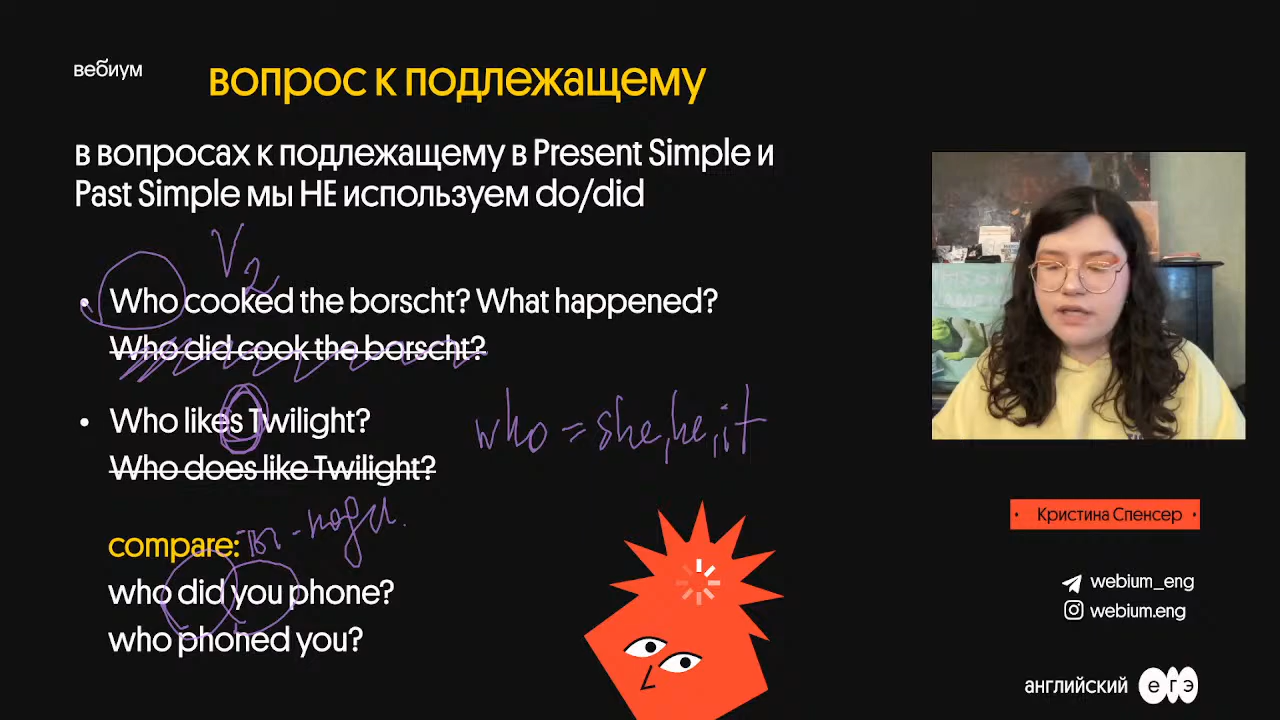 вебиум
вопрос к подлежащему
в вопросах к подлежащему в Present Simple и
Past Simple мы НЕ используем do/did
V2
• Who cooked the borscht? What happened?
Who did cook the borscht?
• Who likes Twilight?
who = she, he, it
Who does like Twilight?
compare:
who did you phone?
who phoned you?
Кристина Спенсер
webium_eng
webium.eng
английский егэ